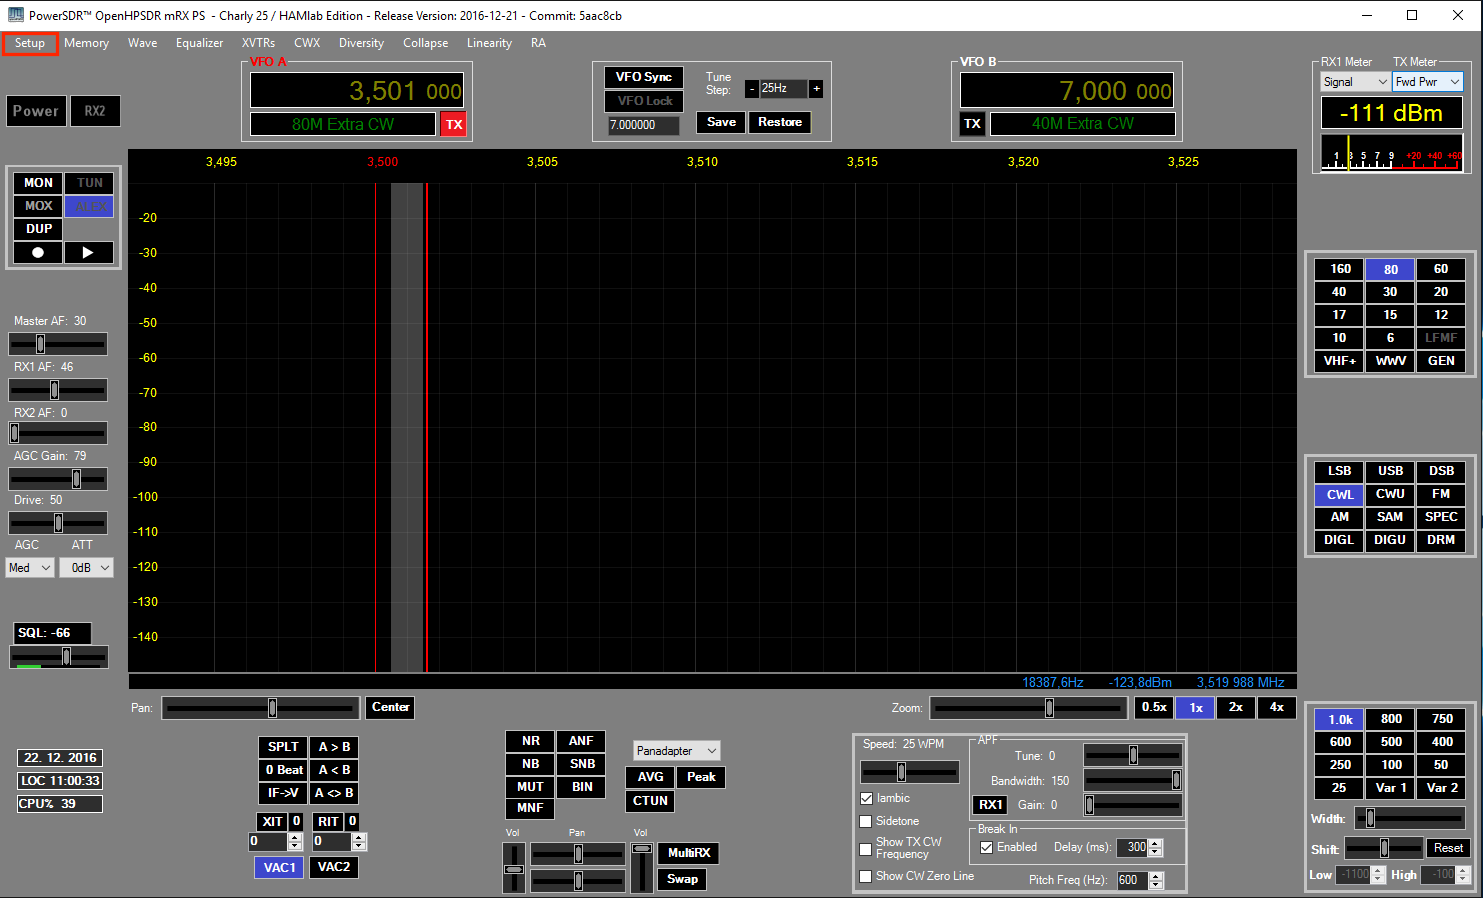 PowerSDR™ OpenHPSDR mRX PS - Charly 25 / HAMlab Edition - Release Version: 2016-12-21 - Commit: 5aac8cb
Setup Memory Wave Equalizer XVTRs CWX Diversity Collapse Linearity RA
Power RX2
VFO A
3,501 000
80M Extra CW TX
VFO Sync
VFO Lock
7.000000
Tune Step: - 25Hz +
Save Restore
VFO B
7,000 000
TX 40M Extra CW
RX1 Meter TX Meter
Signal Fwd Pwr
-111 dBm
1 3 5 7 9 +20 +40 +60
MON TUN
MOX
DUP
3,495 3,500 3,505 3,510 3,515 3,520 3,525
-20
-30
-40
-50
-60
-70
-80
-90
-100
-110
-120
-130
-140
18387,6Hz -123,8dBm 3,519 988 MHz
Master AF: 30
RX1 AF: 46
RX2 AF: 0
AGC Gain: 79
Drive: 50
AGC ATT
Med 0dB
SQL: -66
160 80 60
40 30 20
17 15 12
10 6 LFMF
VHF+ WWV GEN
LSB USB DSB
CWL CWU FM
AM SAM SPEC
DIGL DIGU DRM
Pan: Center
Zoom: 0.5x 1x 2x 4x
22. 12. 2016
LOC 11:00:33
CPU% 39
SPLT A > B
0 Beat A < B
IF->V A <> B
XIT 0 RIT 0
0 0
VAC1 VAC2
NR ANF
NB SNB
MUT BIN
MNF
Panadapter
AVG Peak
CTUN
Vol Pan Vol
MultiRX
Swap
Speed: 25 WPM
Iambic
Sidetone
Show TX CW Frequency
Show CW Zero Line
APF
Tune: 0
Bandwidth: 150
RX1 Gain: 0
Break In
Enabled Delay (ms): 300
Pitch Freq (Hz): 600
1.0k 800 750
600 500 400
250 100 50
25 Var 1 Var 2
Width:
Shift: Reset
Low -1100 High -100